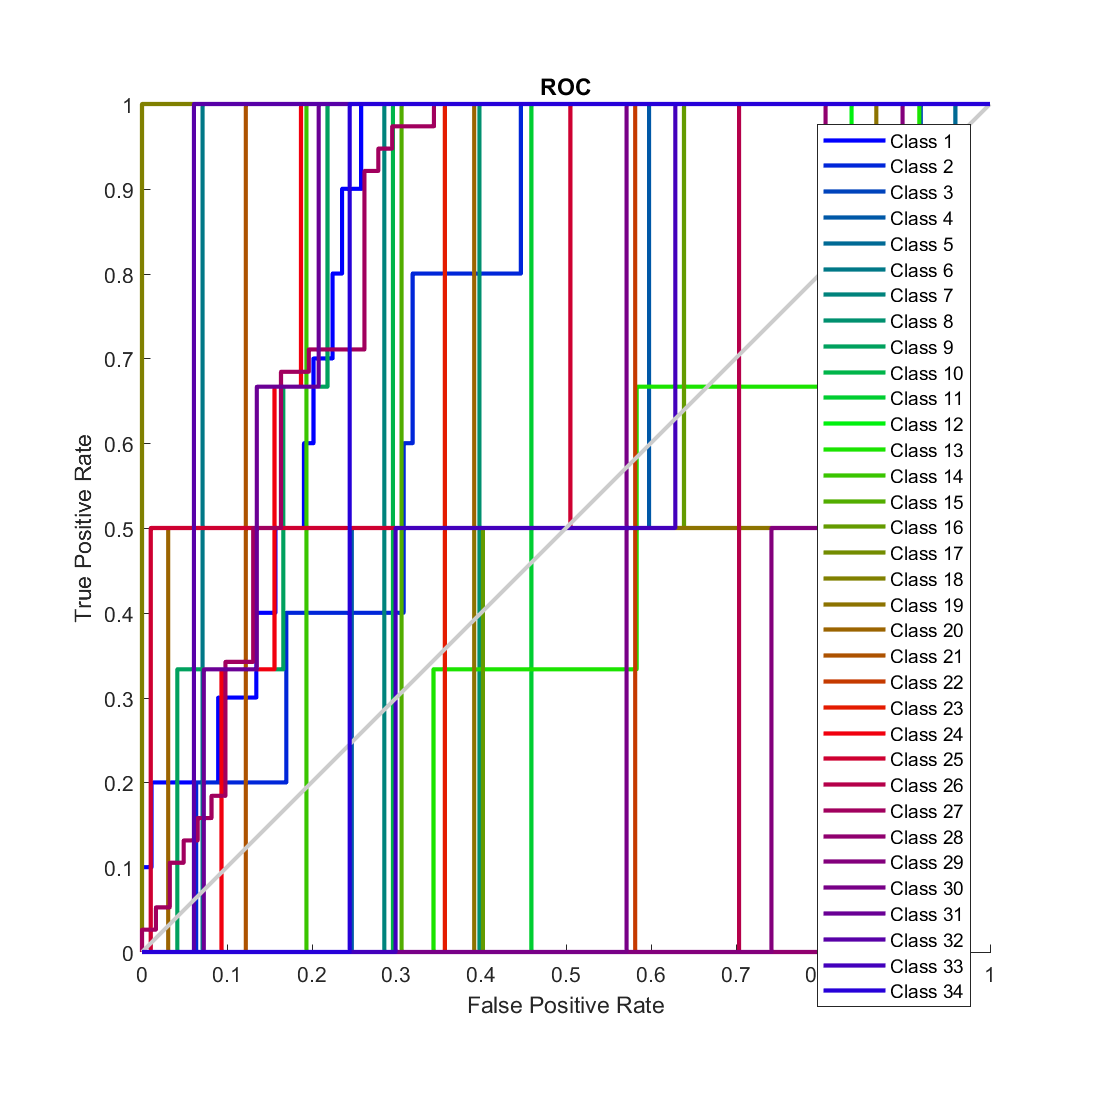 ROC
True Positive Rate
1
0.9
0.8
0.7
0.6
0.5
0.4
0.3
0.2
0.1
0
0 0.1 0.2 0.3 0.4 0.5 0.6 0.7 0 1
False Positive Rate
Class 1
Class 2
Class 3
Class 4
Class 5
Class 6
Class 7
Class 8
Class 9
Class 10
Class 11
Class 12
Class 13
Class 14
Class 15
Class 16
Class 17
Class 18
Class 19
Class 20
Class 21
Class 22
Class 23
Class 24
Class 25
Class 26
Class 27
Class 28
Class 29
Class 30
Class 31
Class 32
Class 33
Class 34